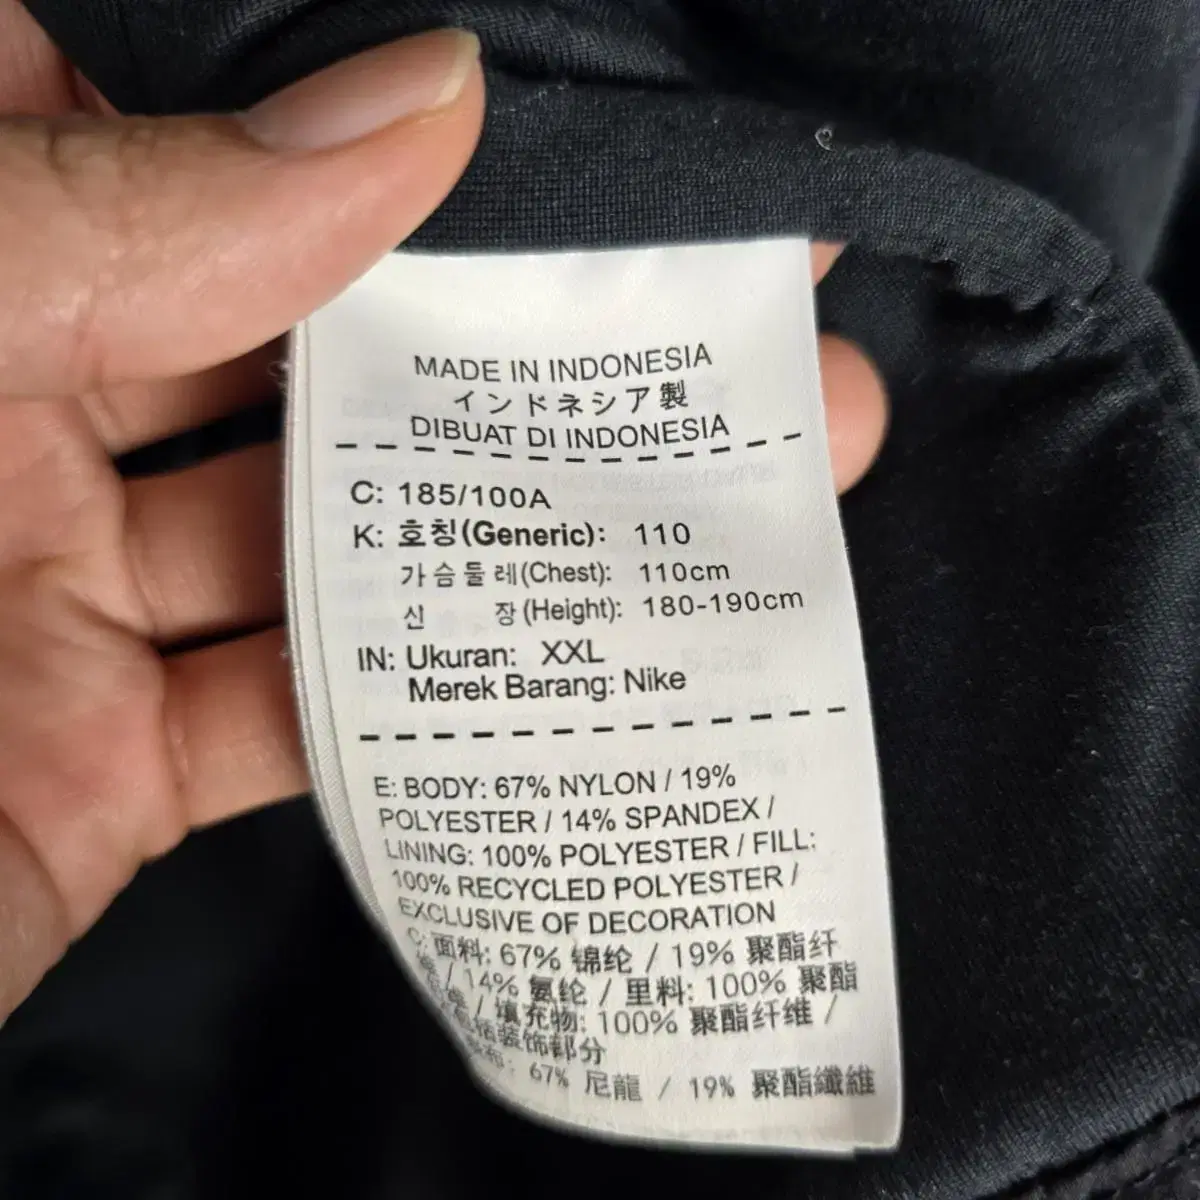 MADE IN INDONESIA
インドネシア製
DIBUAT DI INDONESIA
C: 185/100A
K: 호칭(Generic): 110
가슴둘레(Chest): 110cm
신 장(Height): 180-190cm
IN: Ukuran: XXL
Merek Barang: Nike
E: BODY: 67% NYLON / 19%
POLYESTER / 14% SPANDEX /
LINING: 100% POLYESTER / FILL:
100% RECYCLED POLYESTER /
EXCLUSIVE OF DECORATION
C: 面料: 67% 锦纶 / 19% 聚酯纤
/ 14% 氨纶 / 里料: 100% 聚酯
/ 填充物: 100% 聚酯纤维 /
装饰部分
67% 尼龍 / 19% 聚酯纖維